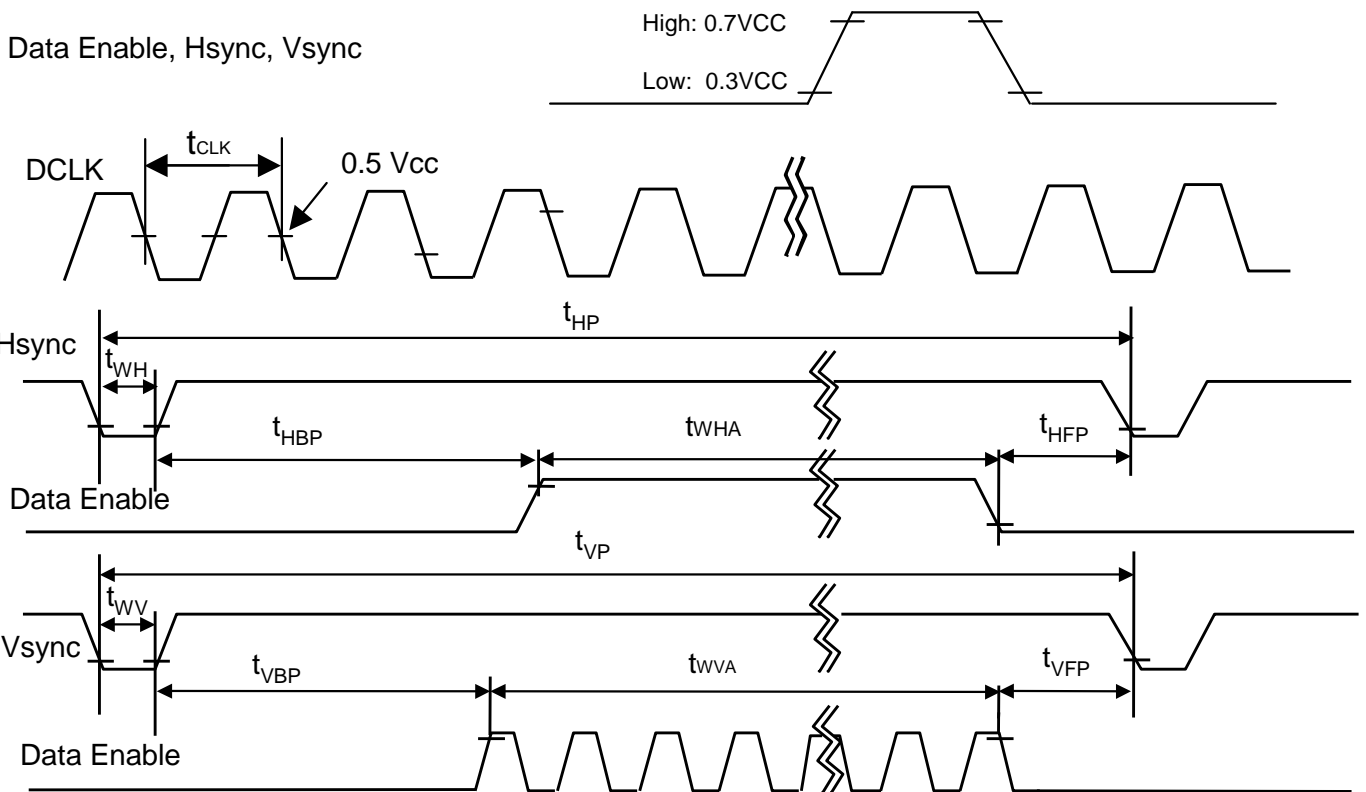 High: 0.7VCC
Data Enable, Hsync, Vsync
Low: 0.3VCC
tCLK
DCLK
0.5 Vcc
tHP
Hsync
tWH
tHBP
tWHA
tHFP
Data Enable
tVP
tWV
Vsync
tVBP
tWVA
tVFP
Data Enable